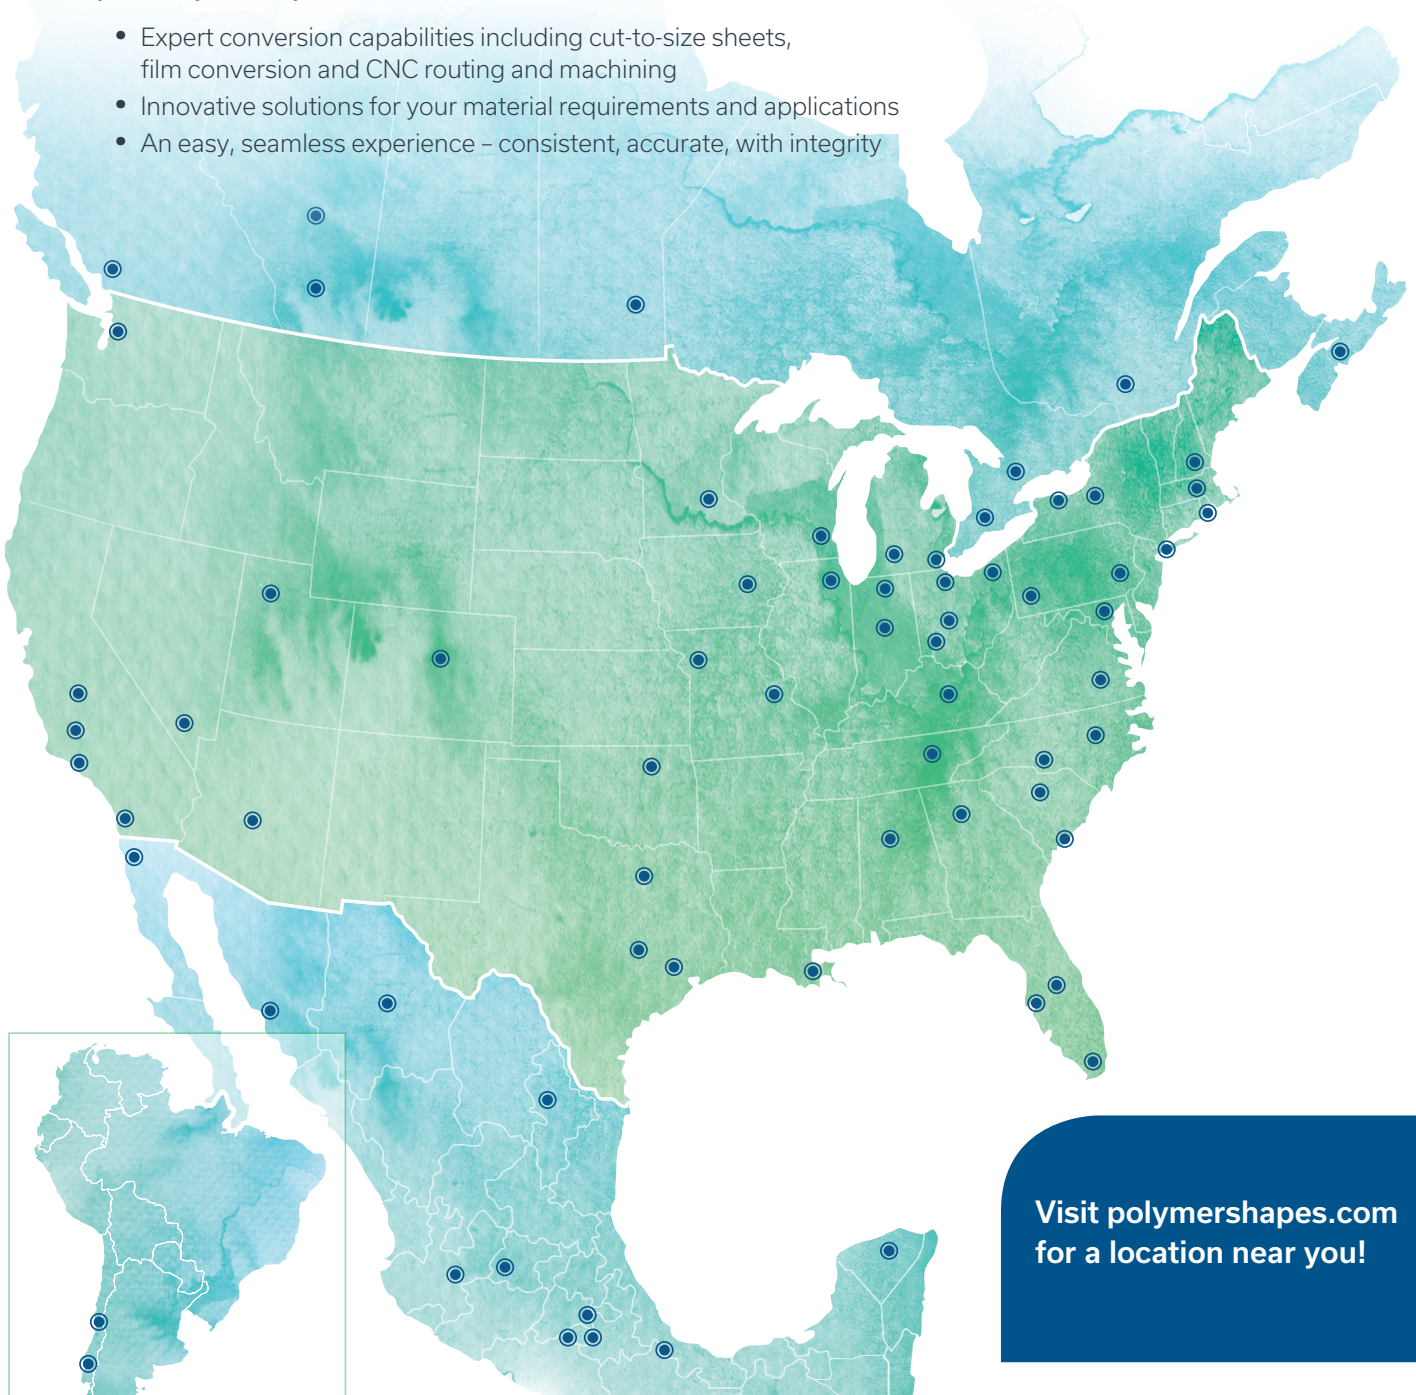 • Expert conversion capabilities including cut-to-size sheets,
film conversion and CNC routing and machining
• Innovative solutions for your material requirements and applications
• An easy, seamless experience – consistent, accurate, with integrity
Visit polymershapes.com
for a location near you!